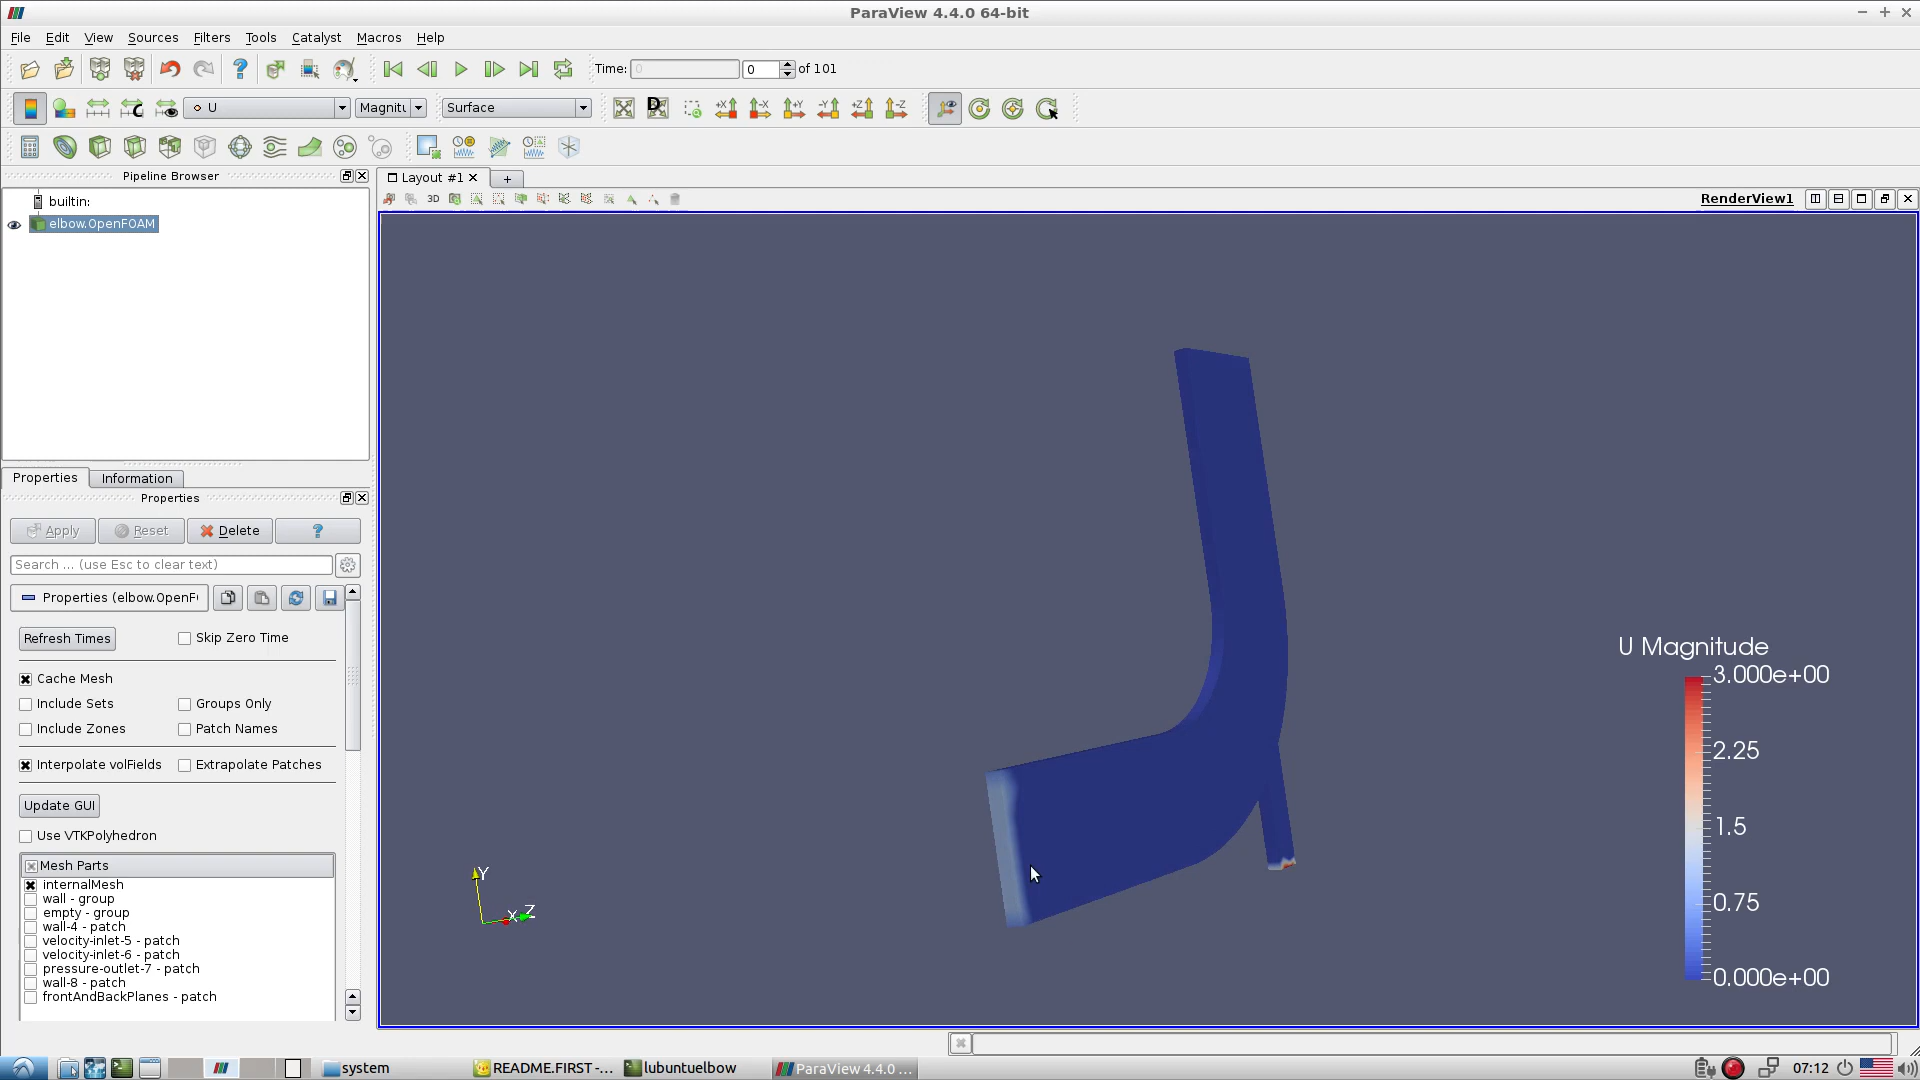 ParaView 4.4.0 64-bit
File Edit View Sources Filters Tools Catalyst Macros Help
Time: 0 0 of 101
U Magnitu Surface
+X -X +Y -Y +Z -Z
Pipeline Browser
builtin:
elbow.OpenFOAM
Layout #1 +
3D
RenderView1
Properties Information
Properties
Apply Reset Delete ?
Search ... (use Esc to clear text)
Properties (elbow.OpenF
Refresh Times Skip Zero Time
Cache Mesh
Include Sets Groups Only
Include Zones Patch Names
Interpolate volFields Extrapolate Patches
Update GUI
Use VTKPolyhedron
Mesh Parts
internalMesh
wall - group
empty - group
wall-4 - patch
velocity-inlet-5 - patch
velocity-inlet-6 - patch
pressure-outlet-7 - patch
wall-8 - patch
frontAndBackPlanes - patch
Y
X Z
U Magnitude
3.000e+00
2.25
1.5
0.75
0.000e+00
system README.FIRST -... lubuntuelbow ParaView 4.4.0 ... 07:12